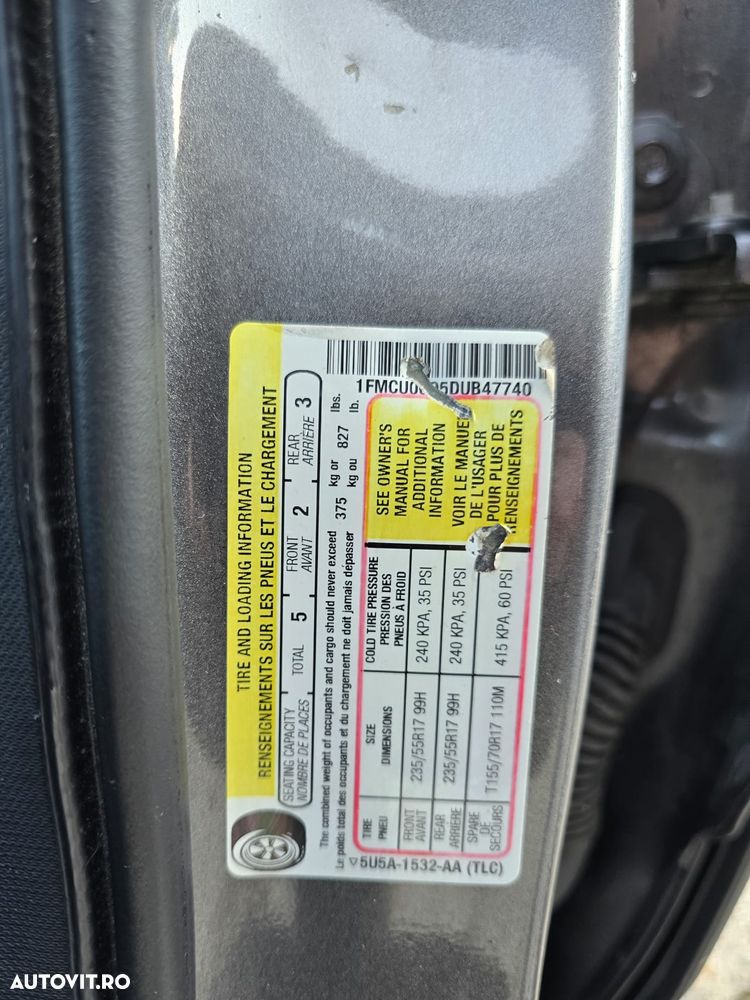 TIRE AND LOADING INFORMATION
RENSEIGNEMENTS SUR LES PNEUS ET LE CHARGEMENT
SEATING CAPACITY
NOMBRE DE PLACES
TOTAL 5
FRONT
AVANT 2
REAR
ARRIÈRE 3
The combined weight of occupants and cargo should never exceed 375 kg or 827 lbs.
Le poids total des occupants et du chargement ne doit jamais dépasser 375 kg ou 827 lb.
TIRE
PNEU
SIZE
DIMENSIONS
COLD TIRE PRESSURE
PRESSION DES
PNEUS À FROID
FRONT
AVANT
235/55R17 99H
240 KPA, 35 PSI
REAR
ARRIÈRE
235/55R17 99H
240 KPA, 35 PSI
SPARE
DE
SECOURS
T155/70R17 110M
415 KPA, 60 PSI
SEE OWNER'S
MANUAL FOR
ADDITIONAL
INFORMATION
VOIR LE MANUEL
DE L'USAGER
POUR PLUS DE
RENSEIGNEMENTS
5U5A-1532-AA (TLC)
AUTOVIT.RO